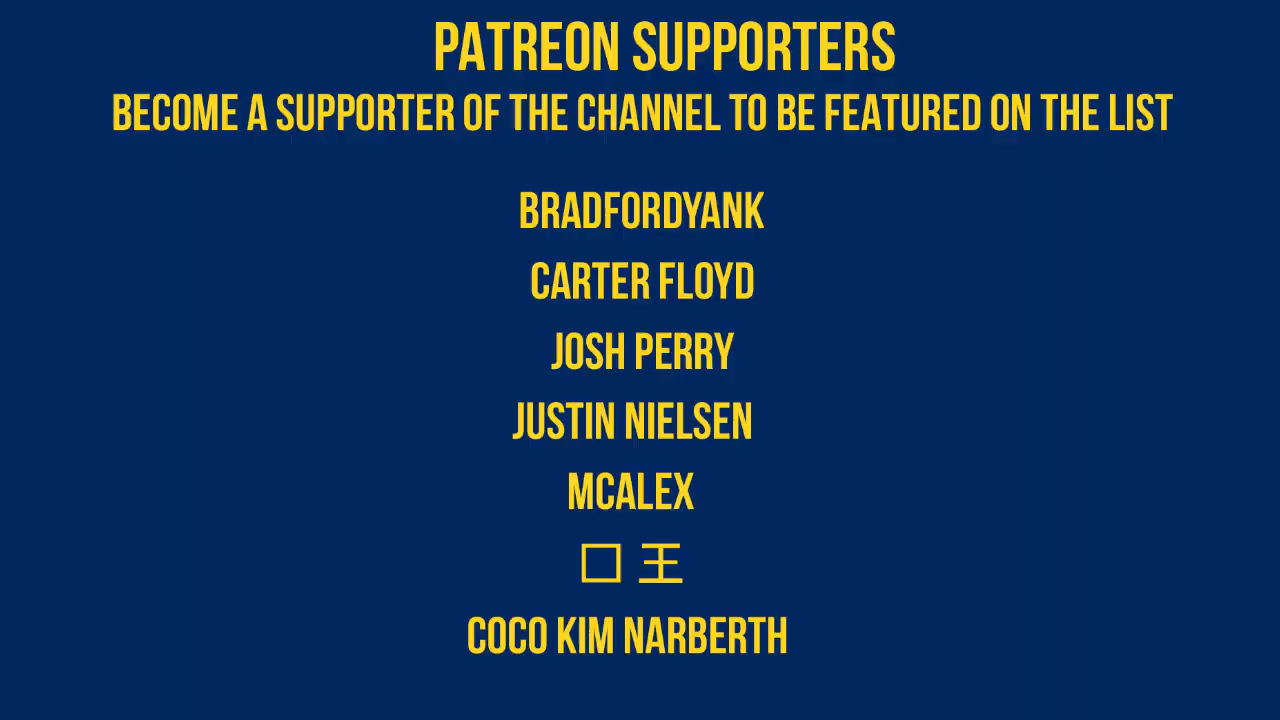 PATREON SUPPORTERS
BECOME A SUPPORTER OF THE CHANNEL TO BE FEATURED ON THE LIST
BRADFORDYANK
CARTER FLOYD
JOSH PERRY
JUSTIN NIELSEN
MCALEX
王
COCO KIM NARBERTH